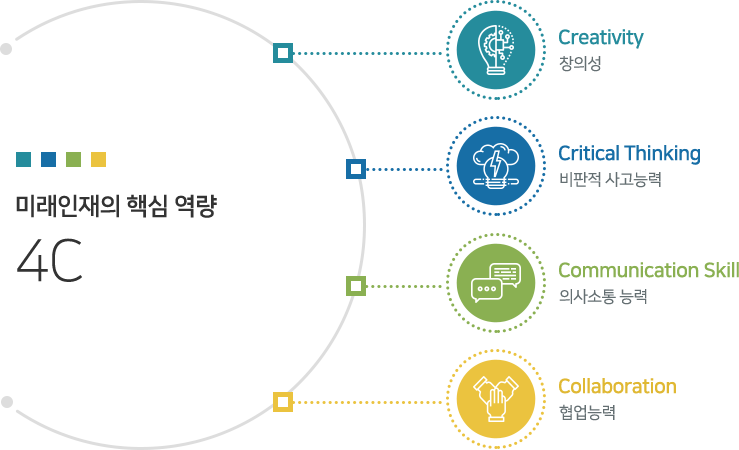 미래인재의 핵심 역량
4C
Creativity
창의성
Critical Thinking
비판적 사고능력
Communication Skill
의사소통 능력
Collaboration
협업능력